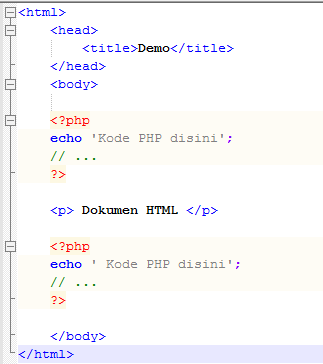 <html>
<head>
<title>Demo</title>
</head>
<body>
<?php
echo 'Kode PHP disini';
// ...
?>
<p> Dokumen HTML </p>
<?php
echo ' Kode PHP disini';
// ...
?>
</body>
</html>